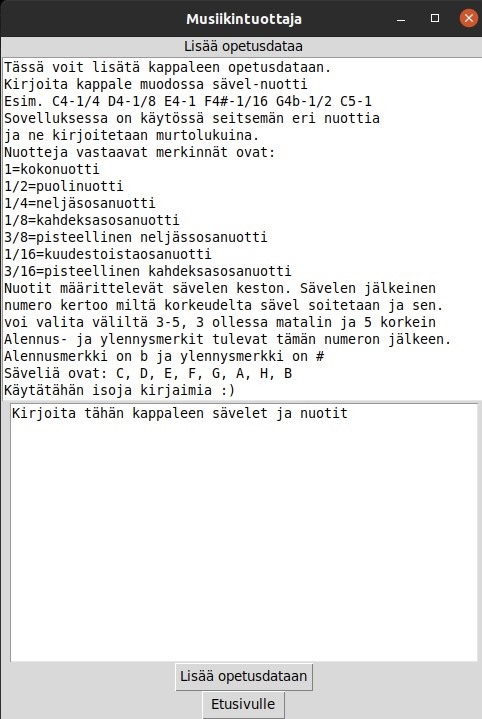 Musiikintuottaja
Lisää opetusdataa
Tässä voit lisätä kappaleen opetusdataan.
Kirjoita kappale muodossa sävel-nuotti
Esim. C4-1/4 D4-1/8 E4-1 F4#-1/16 G4b-1/2 C5-1
Sovelluksessa on käytössä seitsemän eri nuottia
ja ne kirjoitetaan murtolukuina.
Nuotteja vastaavat merkinnät ovat:
1=kokonuotti
1/2=puolinuotti
1/4=neljäsosanuotti
1/8=kahdeksasosanuotti
3/8=pisteellinen neljässosanuotti
1/16=kuudestoistaosanuotti
3/16=pisteellinen kahdeksasosanuotti
Nuotit määrittelevät sävelen keston. Sävelen jälkeinen
numero kertoo miltä korkeudelta sävel soitetaan ja sen.
voi valita väliltä 3-5, 3 ollessa matalin ja 5 korkein
Alennus- ja ylennysmerkit tulevat tämän numeron jälkeen.
Alennusmerkki on b ja ylennysmerkki on #
Säveliä ovat: C, D, E, F, G, A, H, B
Käytätähän isoja kirjaimia :)
Kirjoita tähän kappaleen sävelet ja nuotit
Lisää opetusdataan
Etusivulle